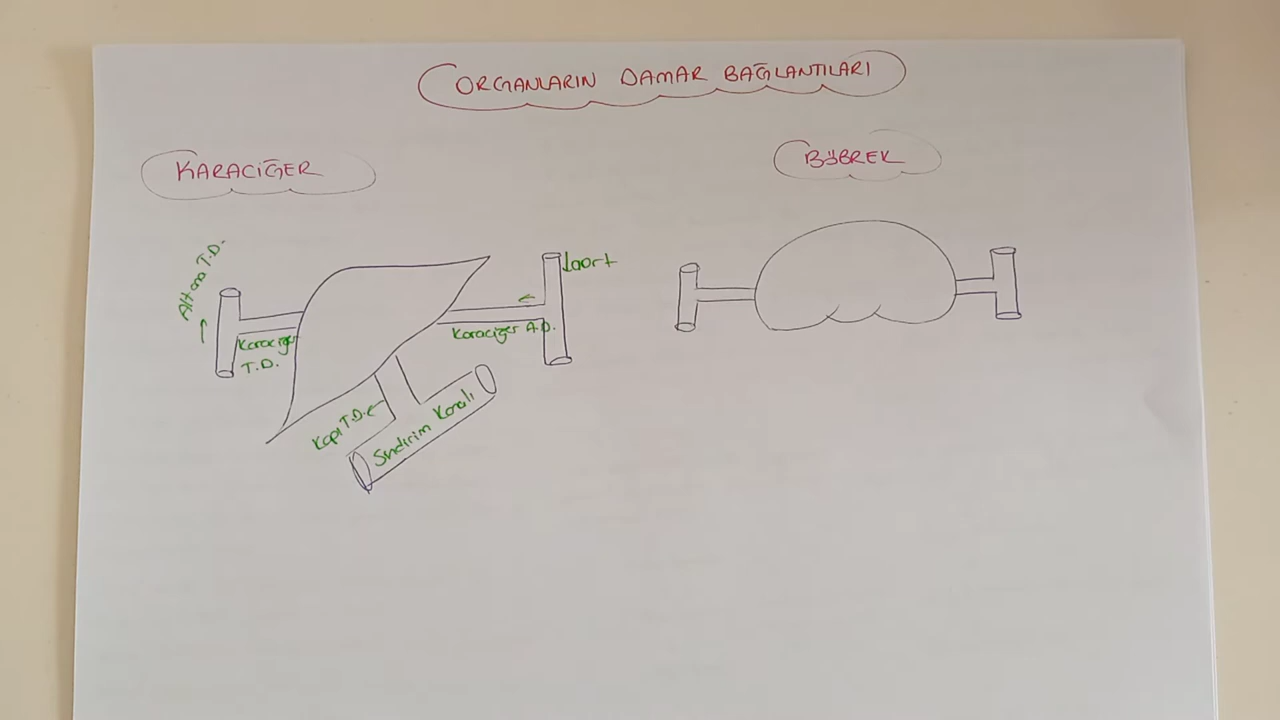 ORGANLARIN DAMAR BAĞLANTILARI
KARACİĞER
BÖBREK
Alt ana T.D.
Karaciğer
T.D.
Aort
Karaciğer A.D.
Kapı T.D.
Sindirim Kanalı